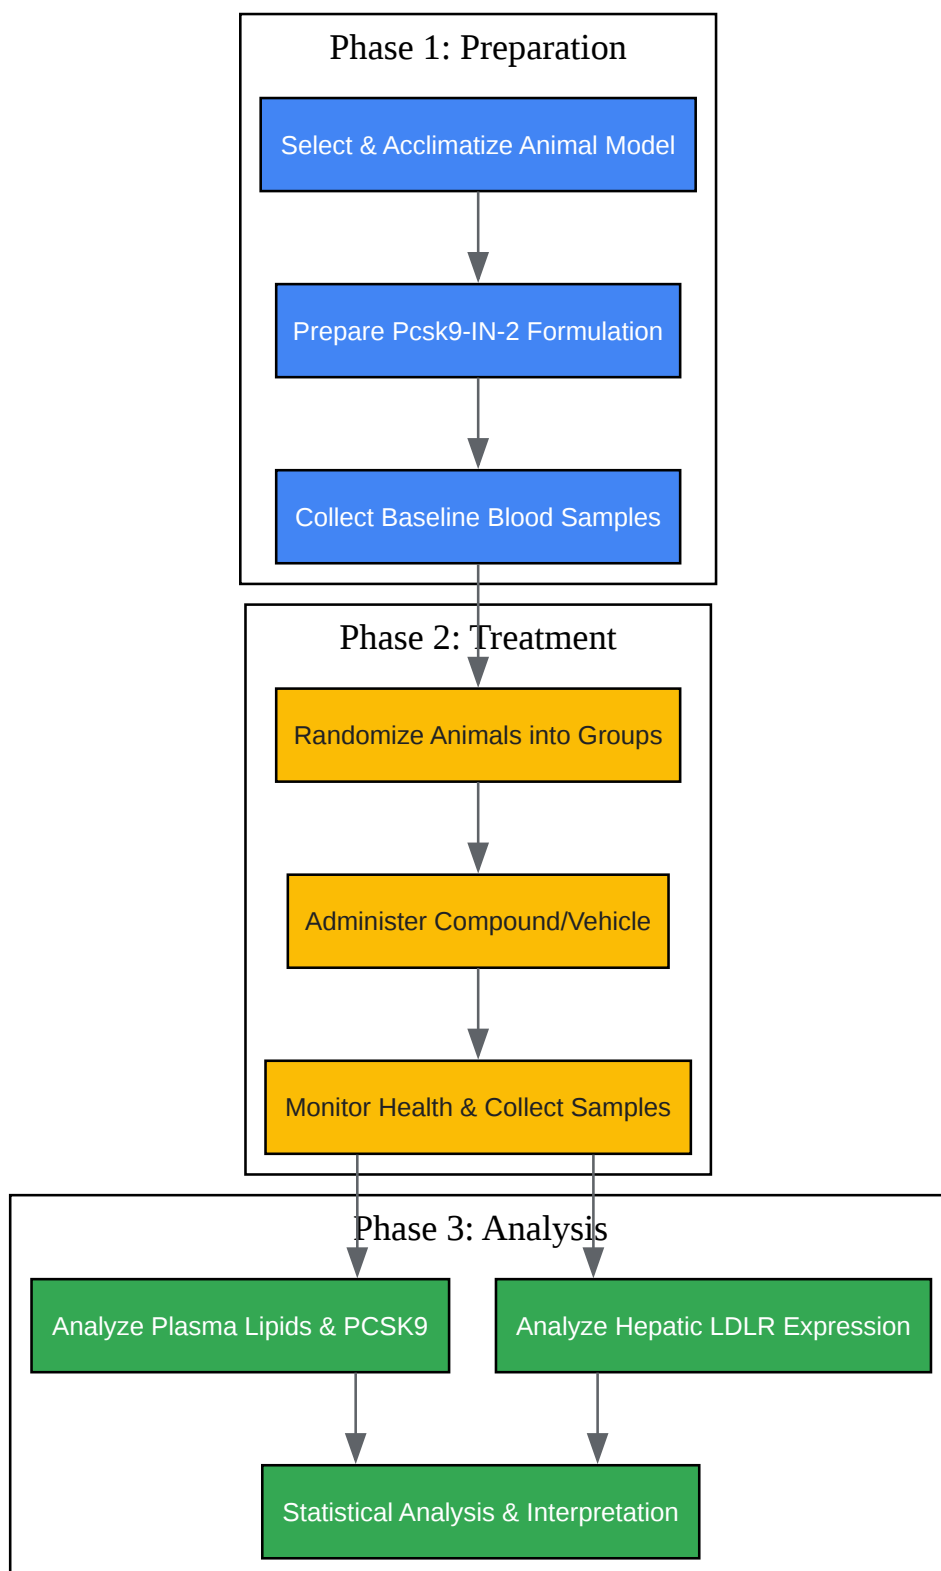 Phase 1: Preparation
Select & Acclimatize Animal Model
Prepare Pcsk9-IN-2 Formulation
Collect Baseline Blood Samples
Phase 2: Treatment
Randomize Animals into Groups
Administer Compound/Vehicle
Monitor Health & Collect Samples
Phase 3: Analysis
Analyze Plasma Lipids & PCSK9
Analyze Hepatic LDLR Expression
Statistical Analysis & Interpretation